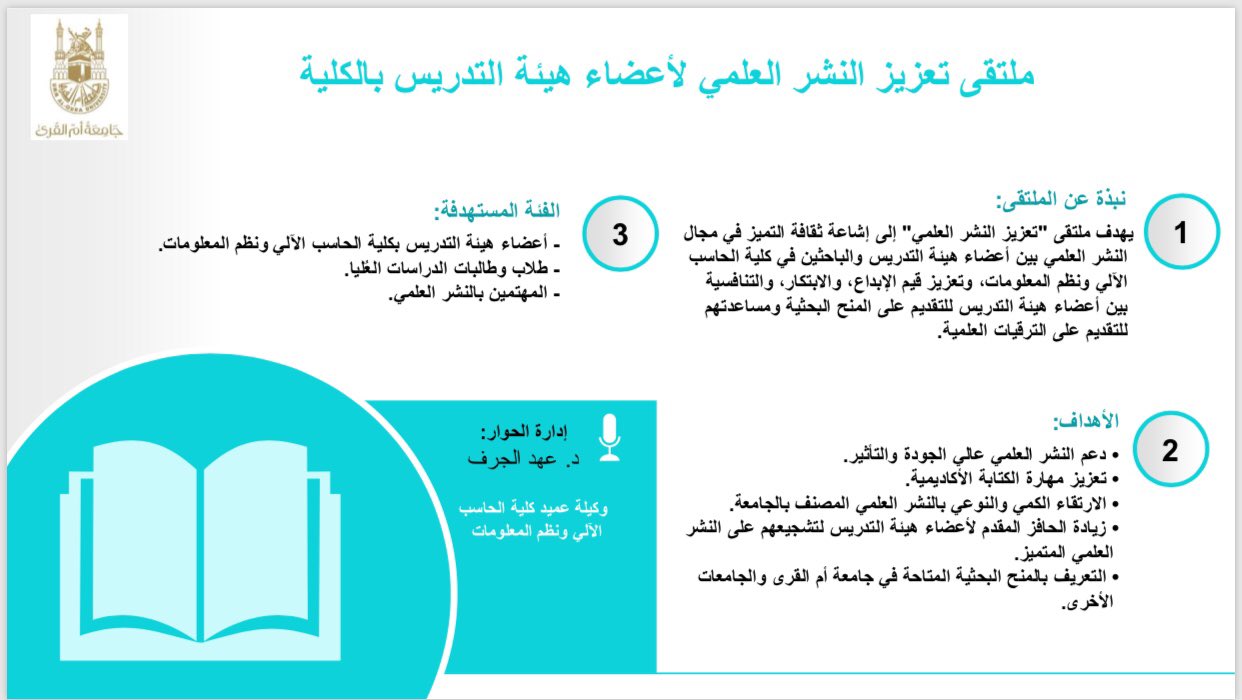 جامعة أم القرى
UMM AL-QURA UNIVERSITY
ملتقى تعزيز النشر العلمي لأعضاء هيئة التدريس بالكلية
1
نبذة عن الملتقى:
يهدف ملتقى "تعزيز النشر العلمي" إلى إشاعة ثقافة التميز في مجال
النشر العلمي بين أعضاء هيئة التدريس والباحثين في كلية الحاسب
الآلي ونظم المعلومات، وتعزيز قيم الإبداع، والابتكار، والتنافسية
بين أعضاء هيئة التدريس للتقديم على المنح البحثية ومساعدتهم
للتقديم على الترقيات العلمية.
2
الأهداف:
• دعم النشر العلمي عالي الجودة والتأثير.
• تعزيز مهارة الكتابة الأكاديمية.
• الارتقاء الكمي والنوعي بالنشر العلمي المصنف بالجامعة.
• زيادة الحافز المقدم لأعضاء هيئة التدريس لتشجيعهم على النشر
العلمي المتميز.
• التعريف بالمنح البحثية المتاحة في جامعة أم القرى والجامعات
الأخرى.
3
الفئة المستهدفة:
- أعضاء هيئة التدريس بكلية الحاسب الآلي ونظم المعلومات.
- طلاب وطالبات الدراسات العُليا.
- المهتمين بالنشر العلمي.
إدارة الحوار:
د. عهد الجرف
وكيلة عميد كلية الحاسب
الآلي ونظم المعلومات